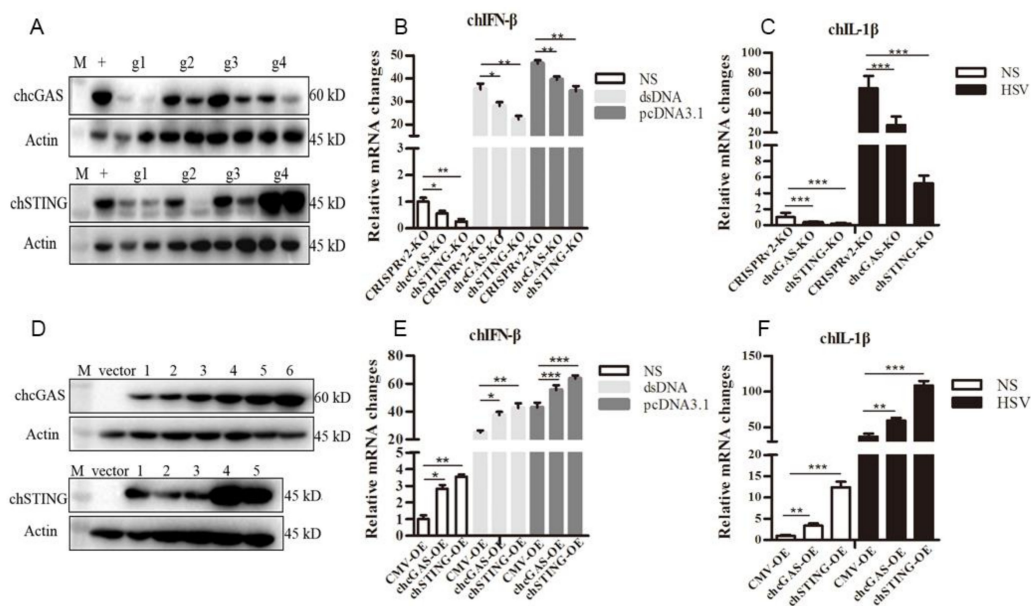 A
M + g1 g2 g3 g4
chcGAS 60 kD
Actin 45 kD
M + g1 g2 g3 g4
chSTING 45 kD
Actin 45 kD
B
chIFN-β
Relative mRNA changes
50
40
30
20
3
2
1
0
* ** * ** ** **
NS
dsDNA
pcDNA3.1
CRISPRv2-KO
chcGAS-KO
chSTING-KO
CRISPRv2-KO
chcGAS-KO
chSTING-KO
CRISPRv2-KO
chcGAS-KO
chSTING-KO
C
chIL-1β
Relative mRNA changes
100
80
60
40
20
10
8
6
4
2
0
*** *** *** ***
NS
HSV
CRISPRv2-KO
chcGAS-KO
chSTING-KO
CRISPRv2-KO
chcGAS-KO
chSTING-KO
D
M vector 1 2 3 4 5 6
chcGAS 60 kD
Actin 45 kD
M vector 1 2 3 4 5
chSTING 45 kD
Actin 45 kD
E
chIFN-β
Relative mRNA changes
80
60
40
20
5
4
3
2
1
0
* ** * ** *** ***
NS
dsDNA
pcDNA3.1
CMV-OE
chcGAS-OE
chSTING-OE
CMV-OE
chcGAS-OE
chSTING-OE
CMV-OE
chcGAS-OE
chSTING-OE
F
chIL-1β
Relative mRNA changes
150
100
50
20
15
10
5
0
** *** ** ***
NS
HSV
CMV-OE
chcGAS-OE
chSTING-OE
CMV-OE
chcGAS-OE
chSTING-OE